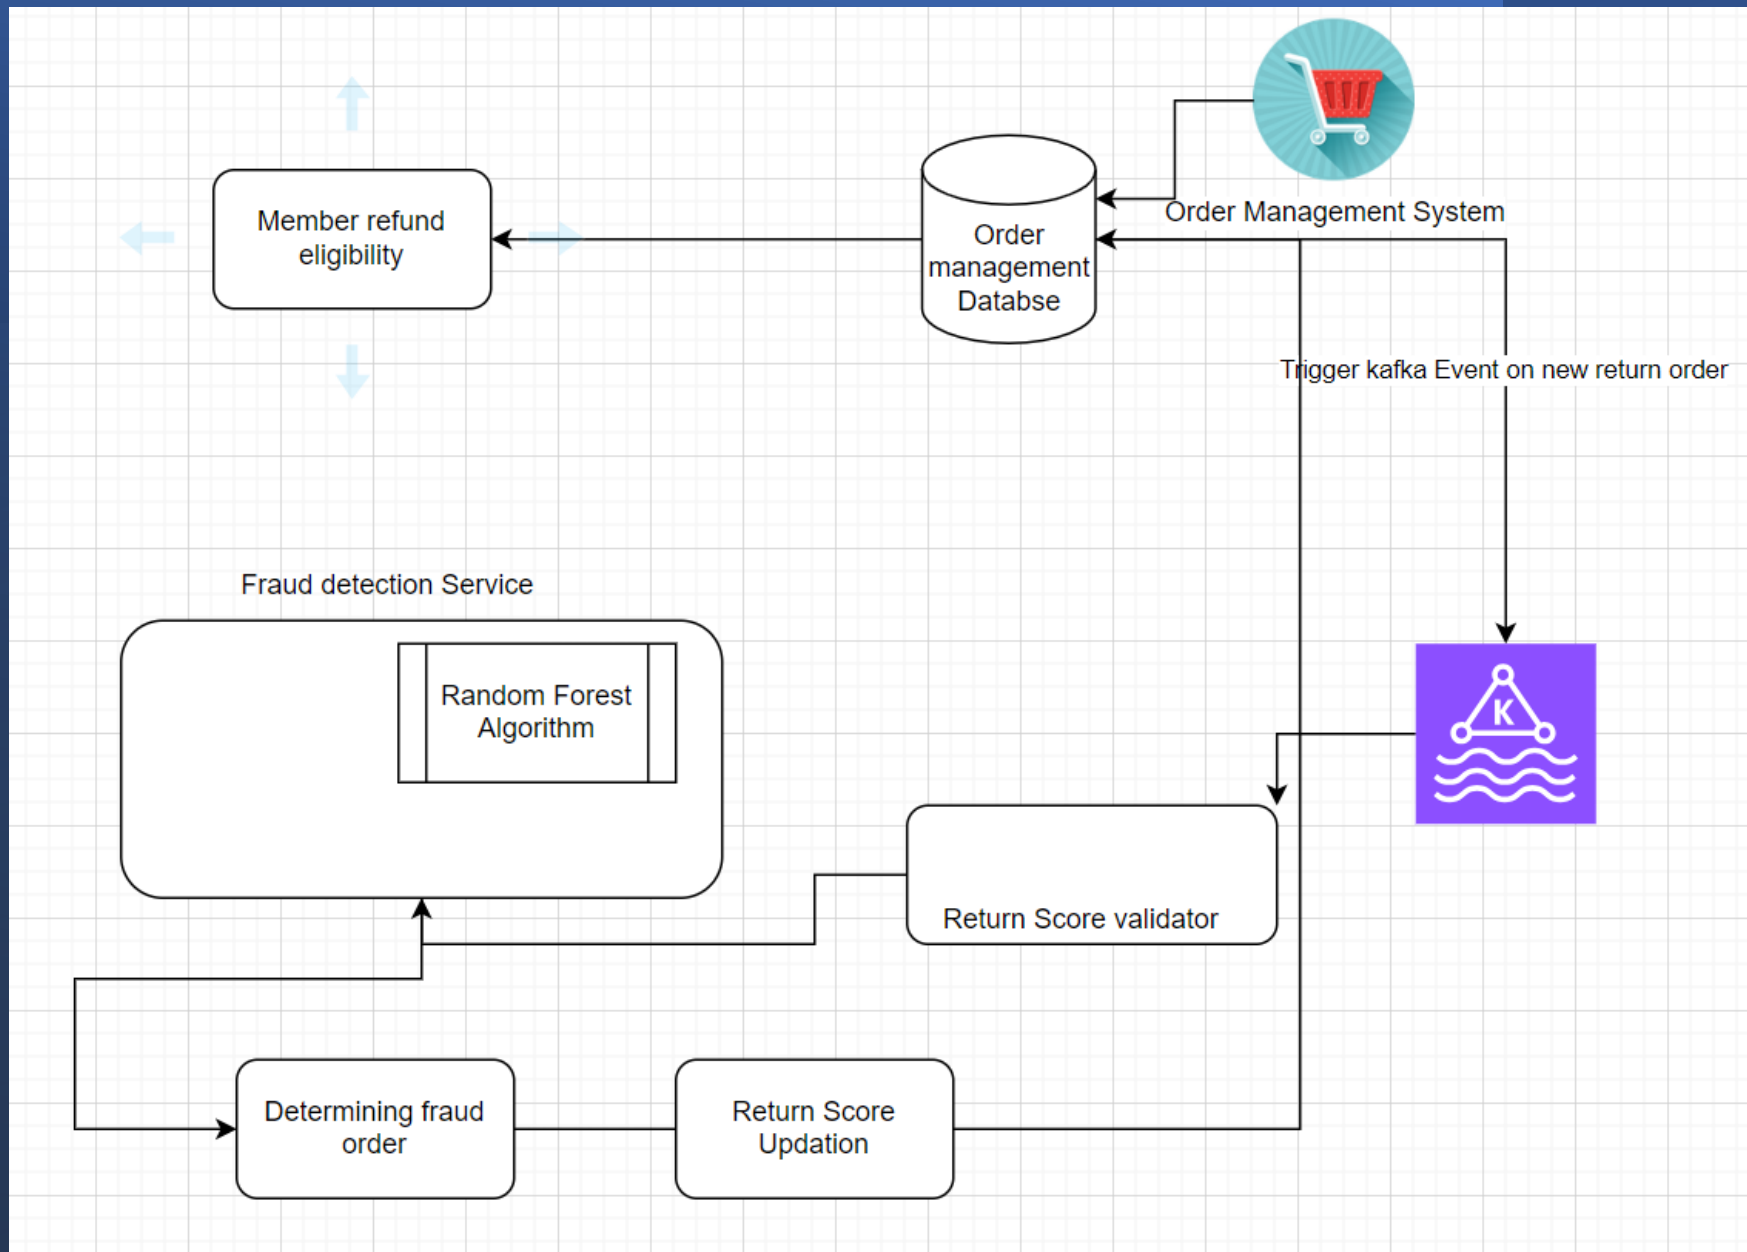 Order Management System
Member refund
eligibility
Order
management
Databse
Trigger kafka Event on new return order
Fraud detection Service
Random Forest
Algorithm
K
Return Score validator
Determining fraud
order
Return Score
Updation